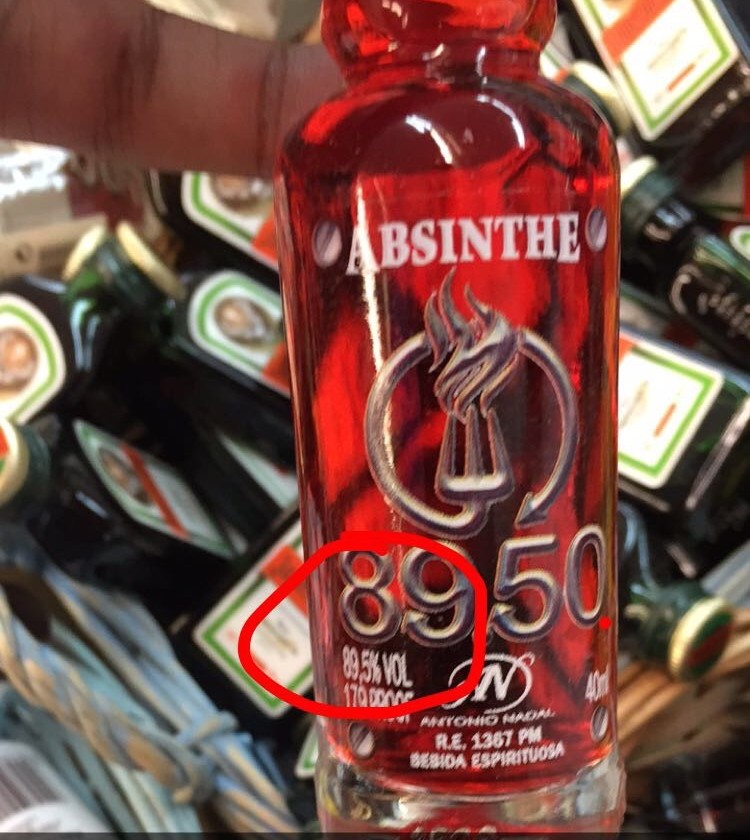 ABSINTHE
89.50
89,5% VOL
179 PROOF
40ml
ANTONIO NADAL
R.E. 1367 PM
BEBIDA ESPIRITUOSA